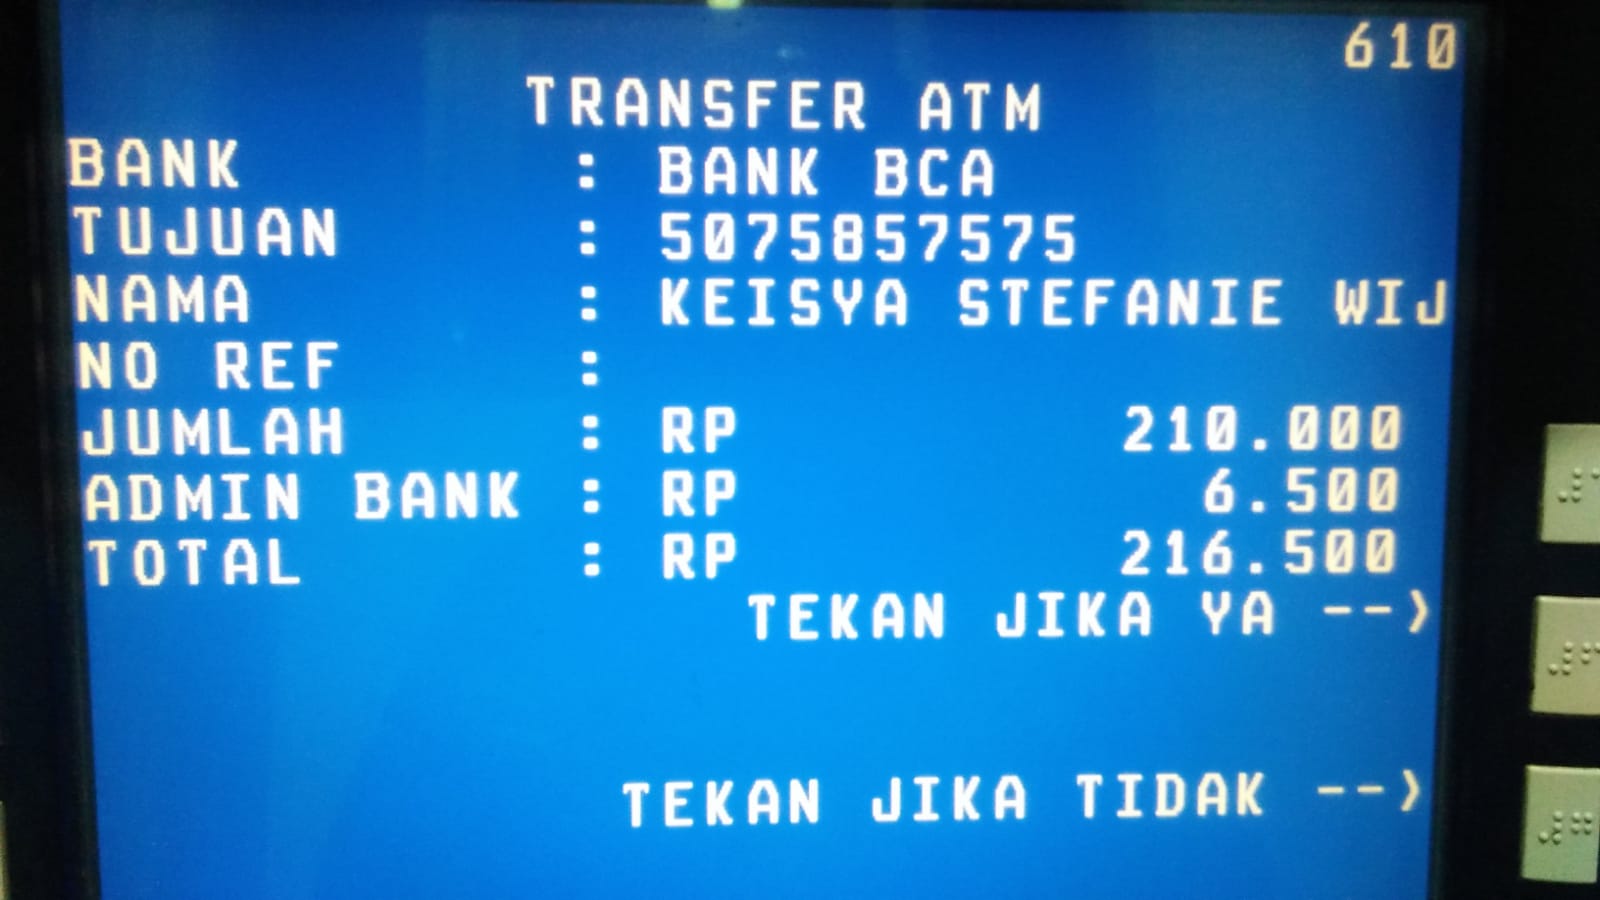 610
TRANSFER ATM
BANK : BANK BCA
TUJUAN : 5075857575
NAMA : KEISYA STEFANIE WIJ
NO REF :
JUMLAH : RP 210.000
ADMIN BANK : RP 6.500
TOTAL : RP 216.500
TEKAN JIKA YA -->
TEKAN JIKA TIDAK -->